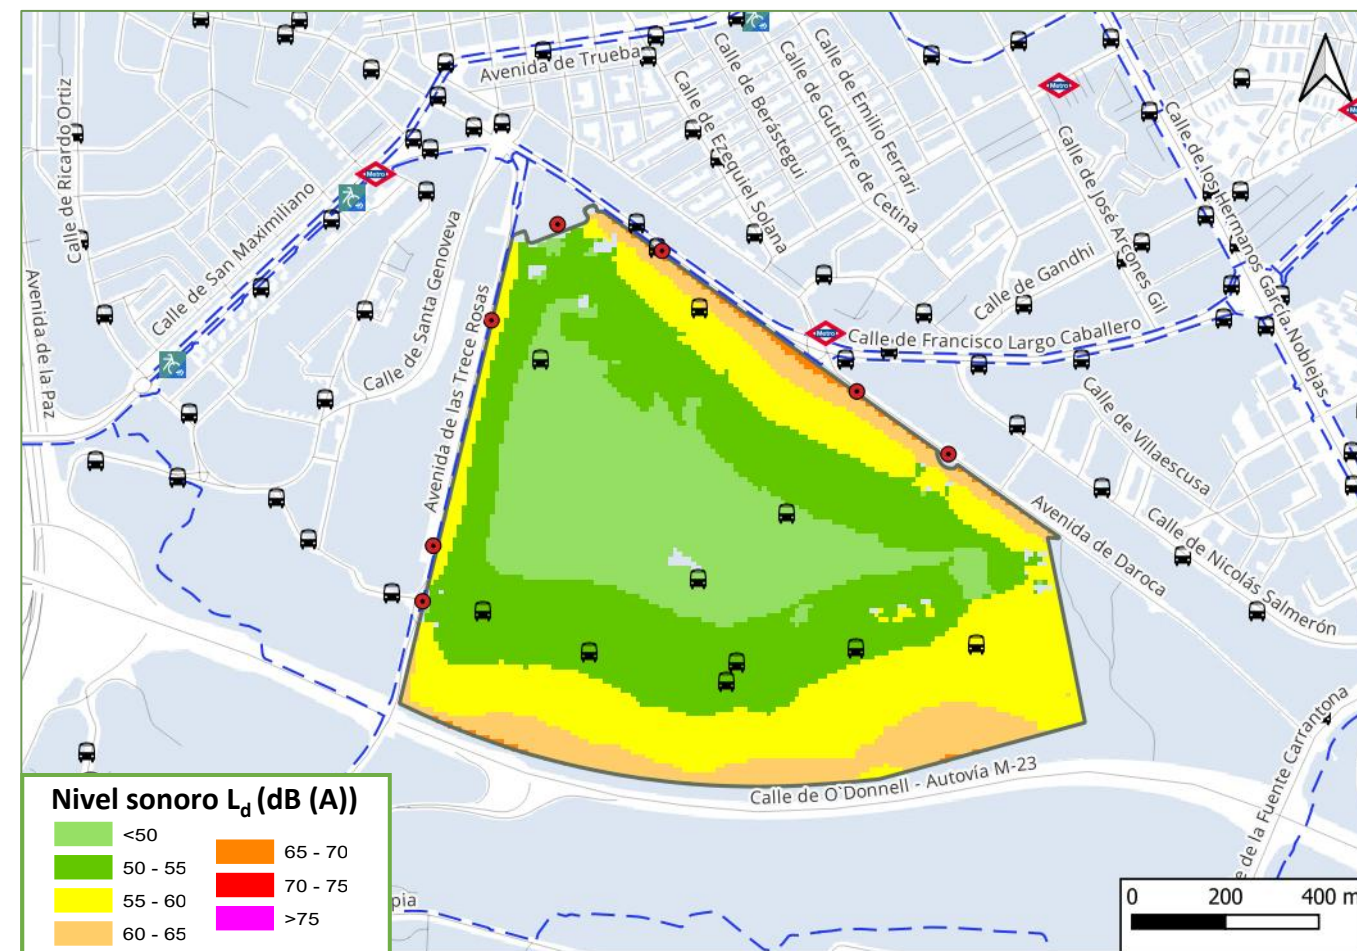 Avenida de Trueba
Calle de Ricardo Ortiz
Calle de Berástegui
Calle de Gutierre de Cetina
Calle de Emilio Ferrari
Calle de Ezequiel Solana
Metro
Metro
Calle de José Arcones Gil
Calle de los Hermanos García Noblejas
Calle de San Maximiliano
Calle de Santa Genoveva
Calle de Gandhi
Avenida de la Paz
Avenida de las Trece Rosas
Metro
Calle de Francisco Largo Caballero
Calle de Villaescusa
Avenida de Daroca
Calle de Nicolás Salmerón
Calle de O`Donnell - Autovía M-23
e de la Fuente Carrantona
pia
Nivel sonoro Ld (dB (A))
<50
50 - 55
55 - 60
60 - 65
65 - 70
70 - 75
>75
0 200 400 m